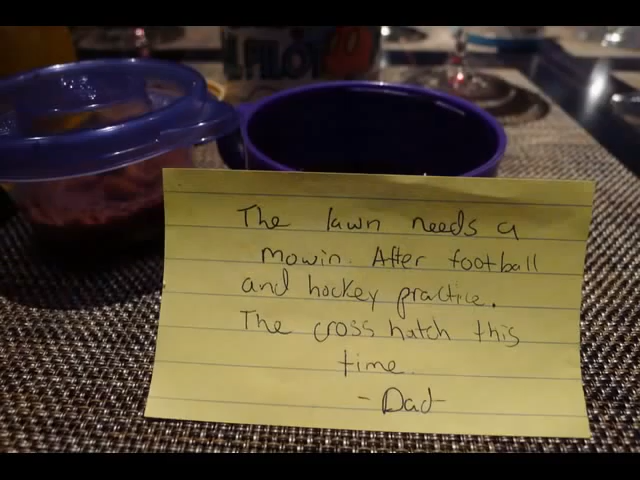 The lawn needs a
mowin. After football
and hockey practice.
The cross hatch this
time.
- Dad